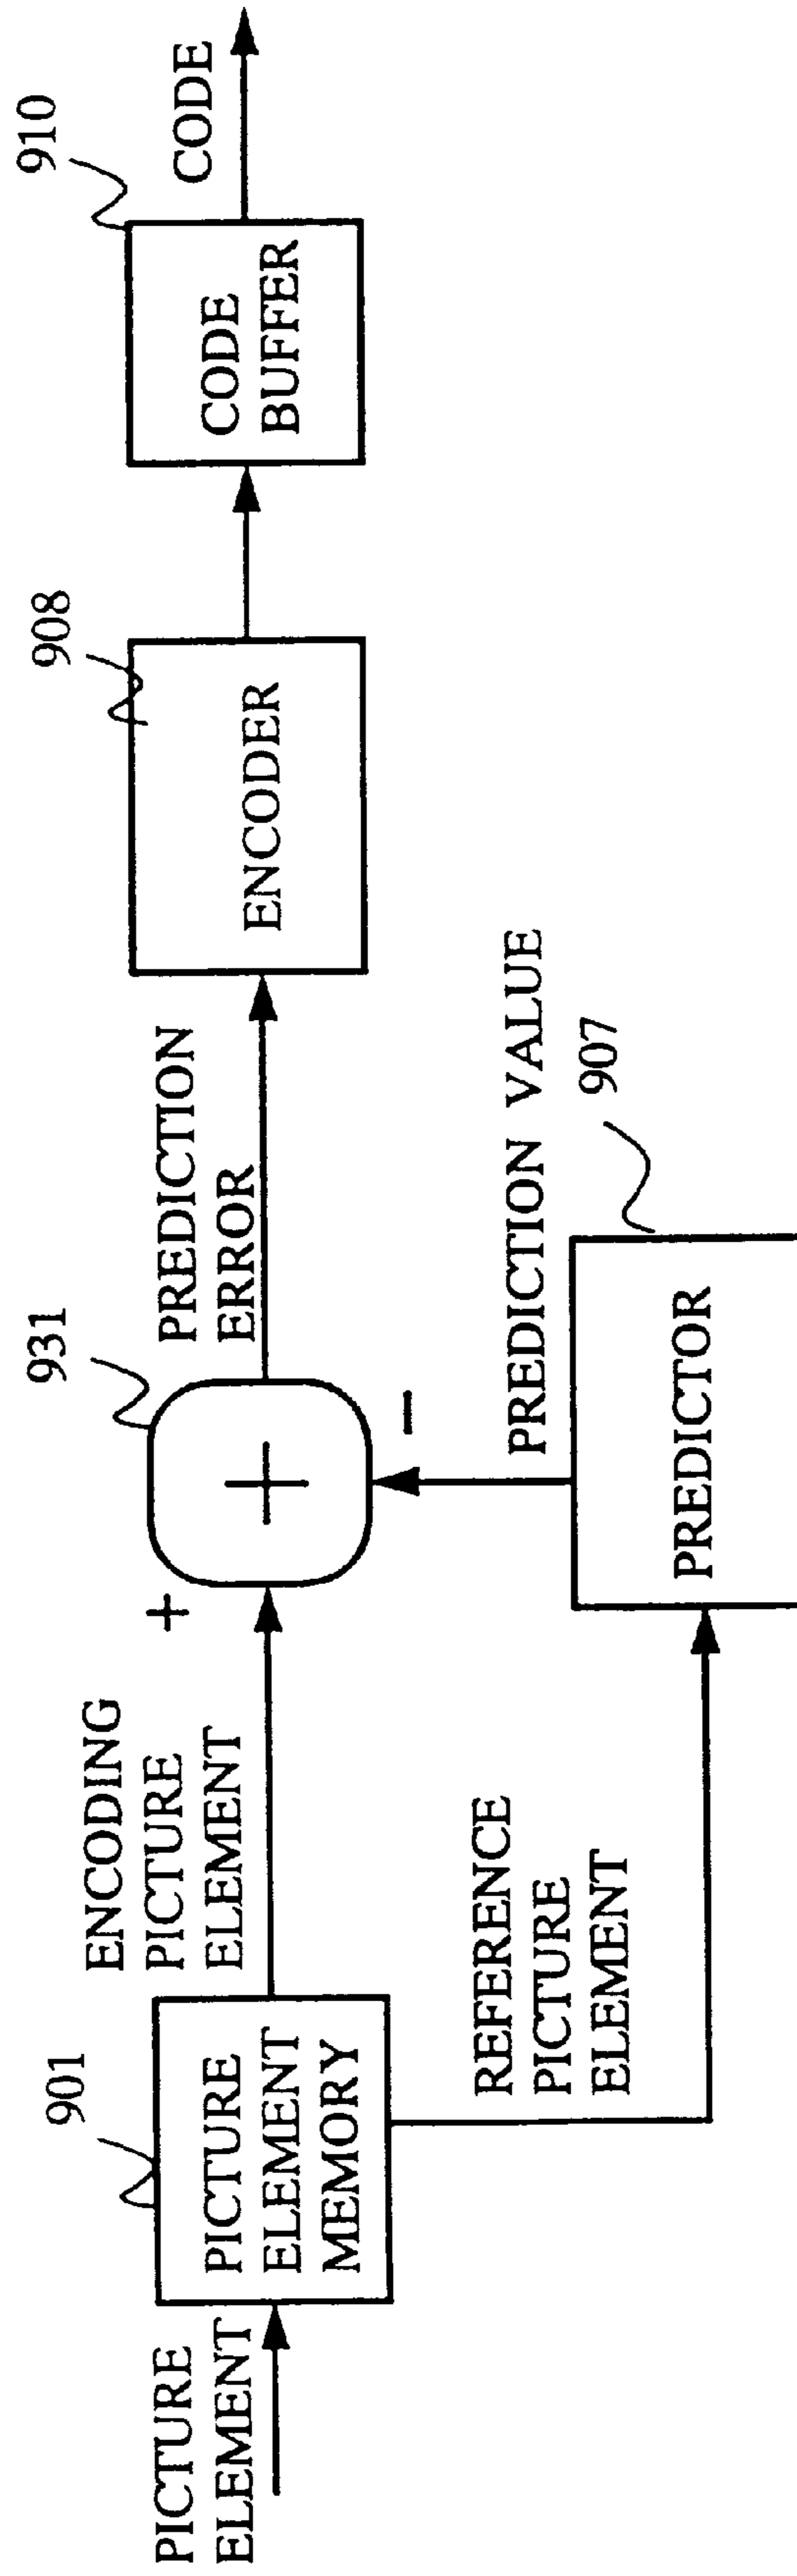 PICTURE
ELEMENT
901
PICTURE
ELEMENT
MEMORY
ENCODING
PICTURE
ELEMENT
REFERENCE
PICTURE
ELEMENT
+
+
931
−
PREDICTION
ERROR
PREDICTION VALUE
907
PREDICTOR
908
ENCODER
910
CODE
BUFFER
CODE